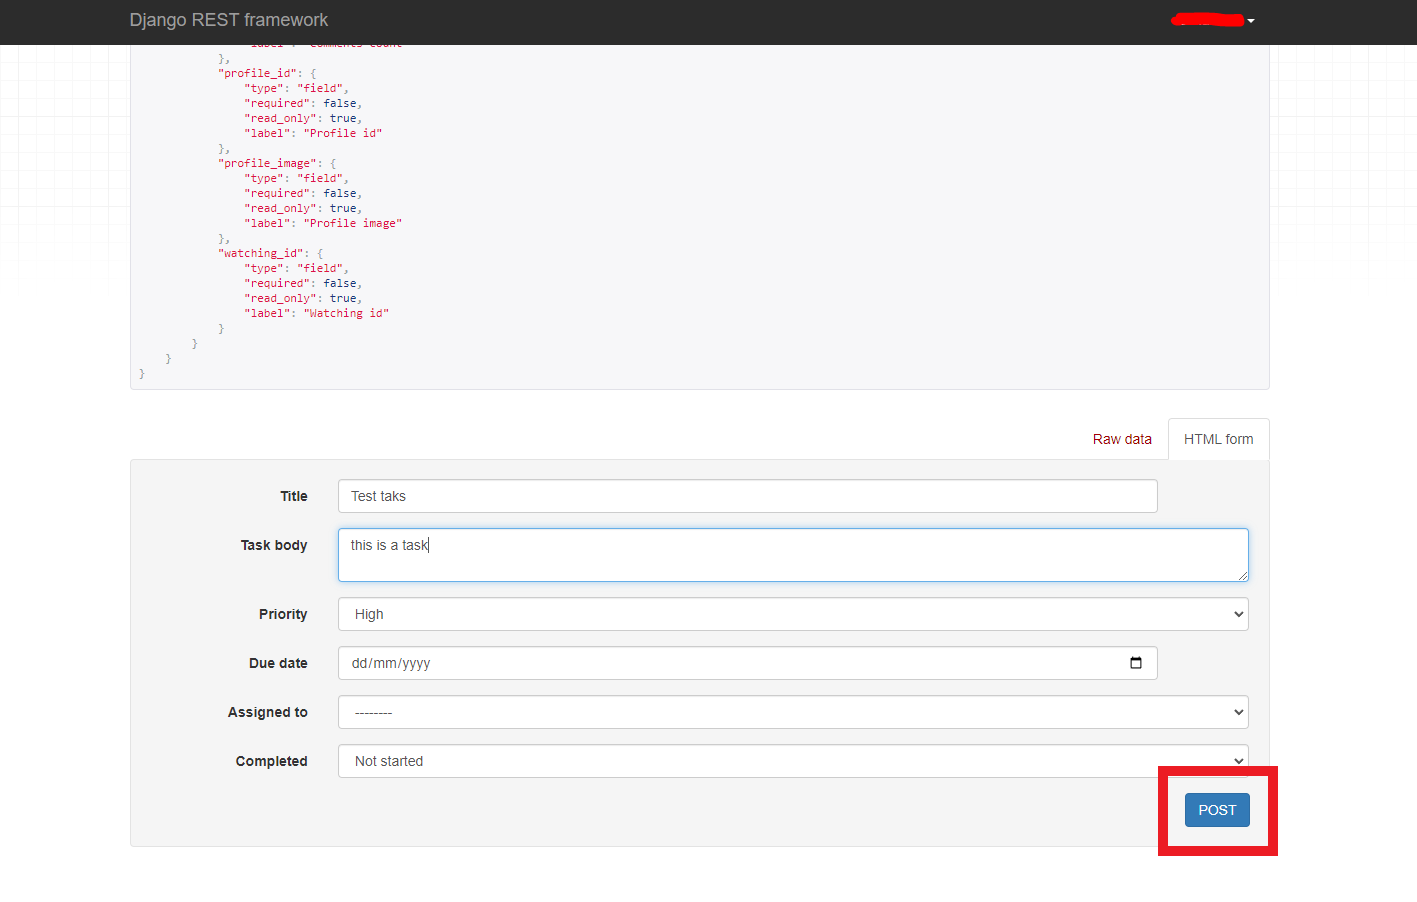 Django REST framework
"label": "Comments count"
},
"profile_id": {
"type": "field",
"required": false,
"read_only": true,
"label": "Profile id"
},
"profile_image": {
"type": "field",
"required": false,
"read_only": true,
"label": "Profile image"
},
"watching_id": {
"type": "field",
"required": false,
"read_only": true,
"label": "Watching id"
}
}
}
}
Raw data HTML form
Title Test taks
Task body this is a task
Priority High
Due date dd/mm/yyyy
Assigned to --------
Completed Not started
POST